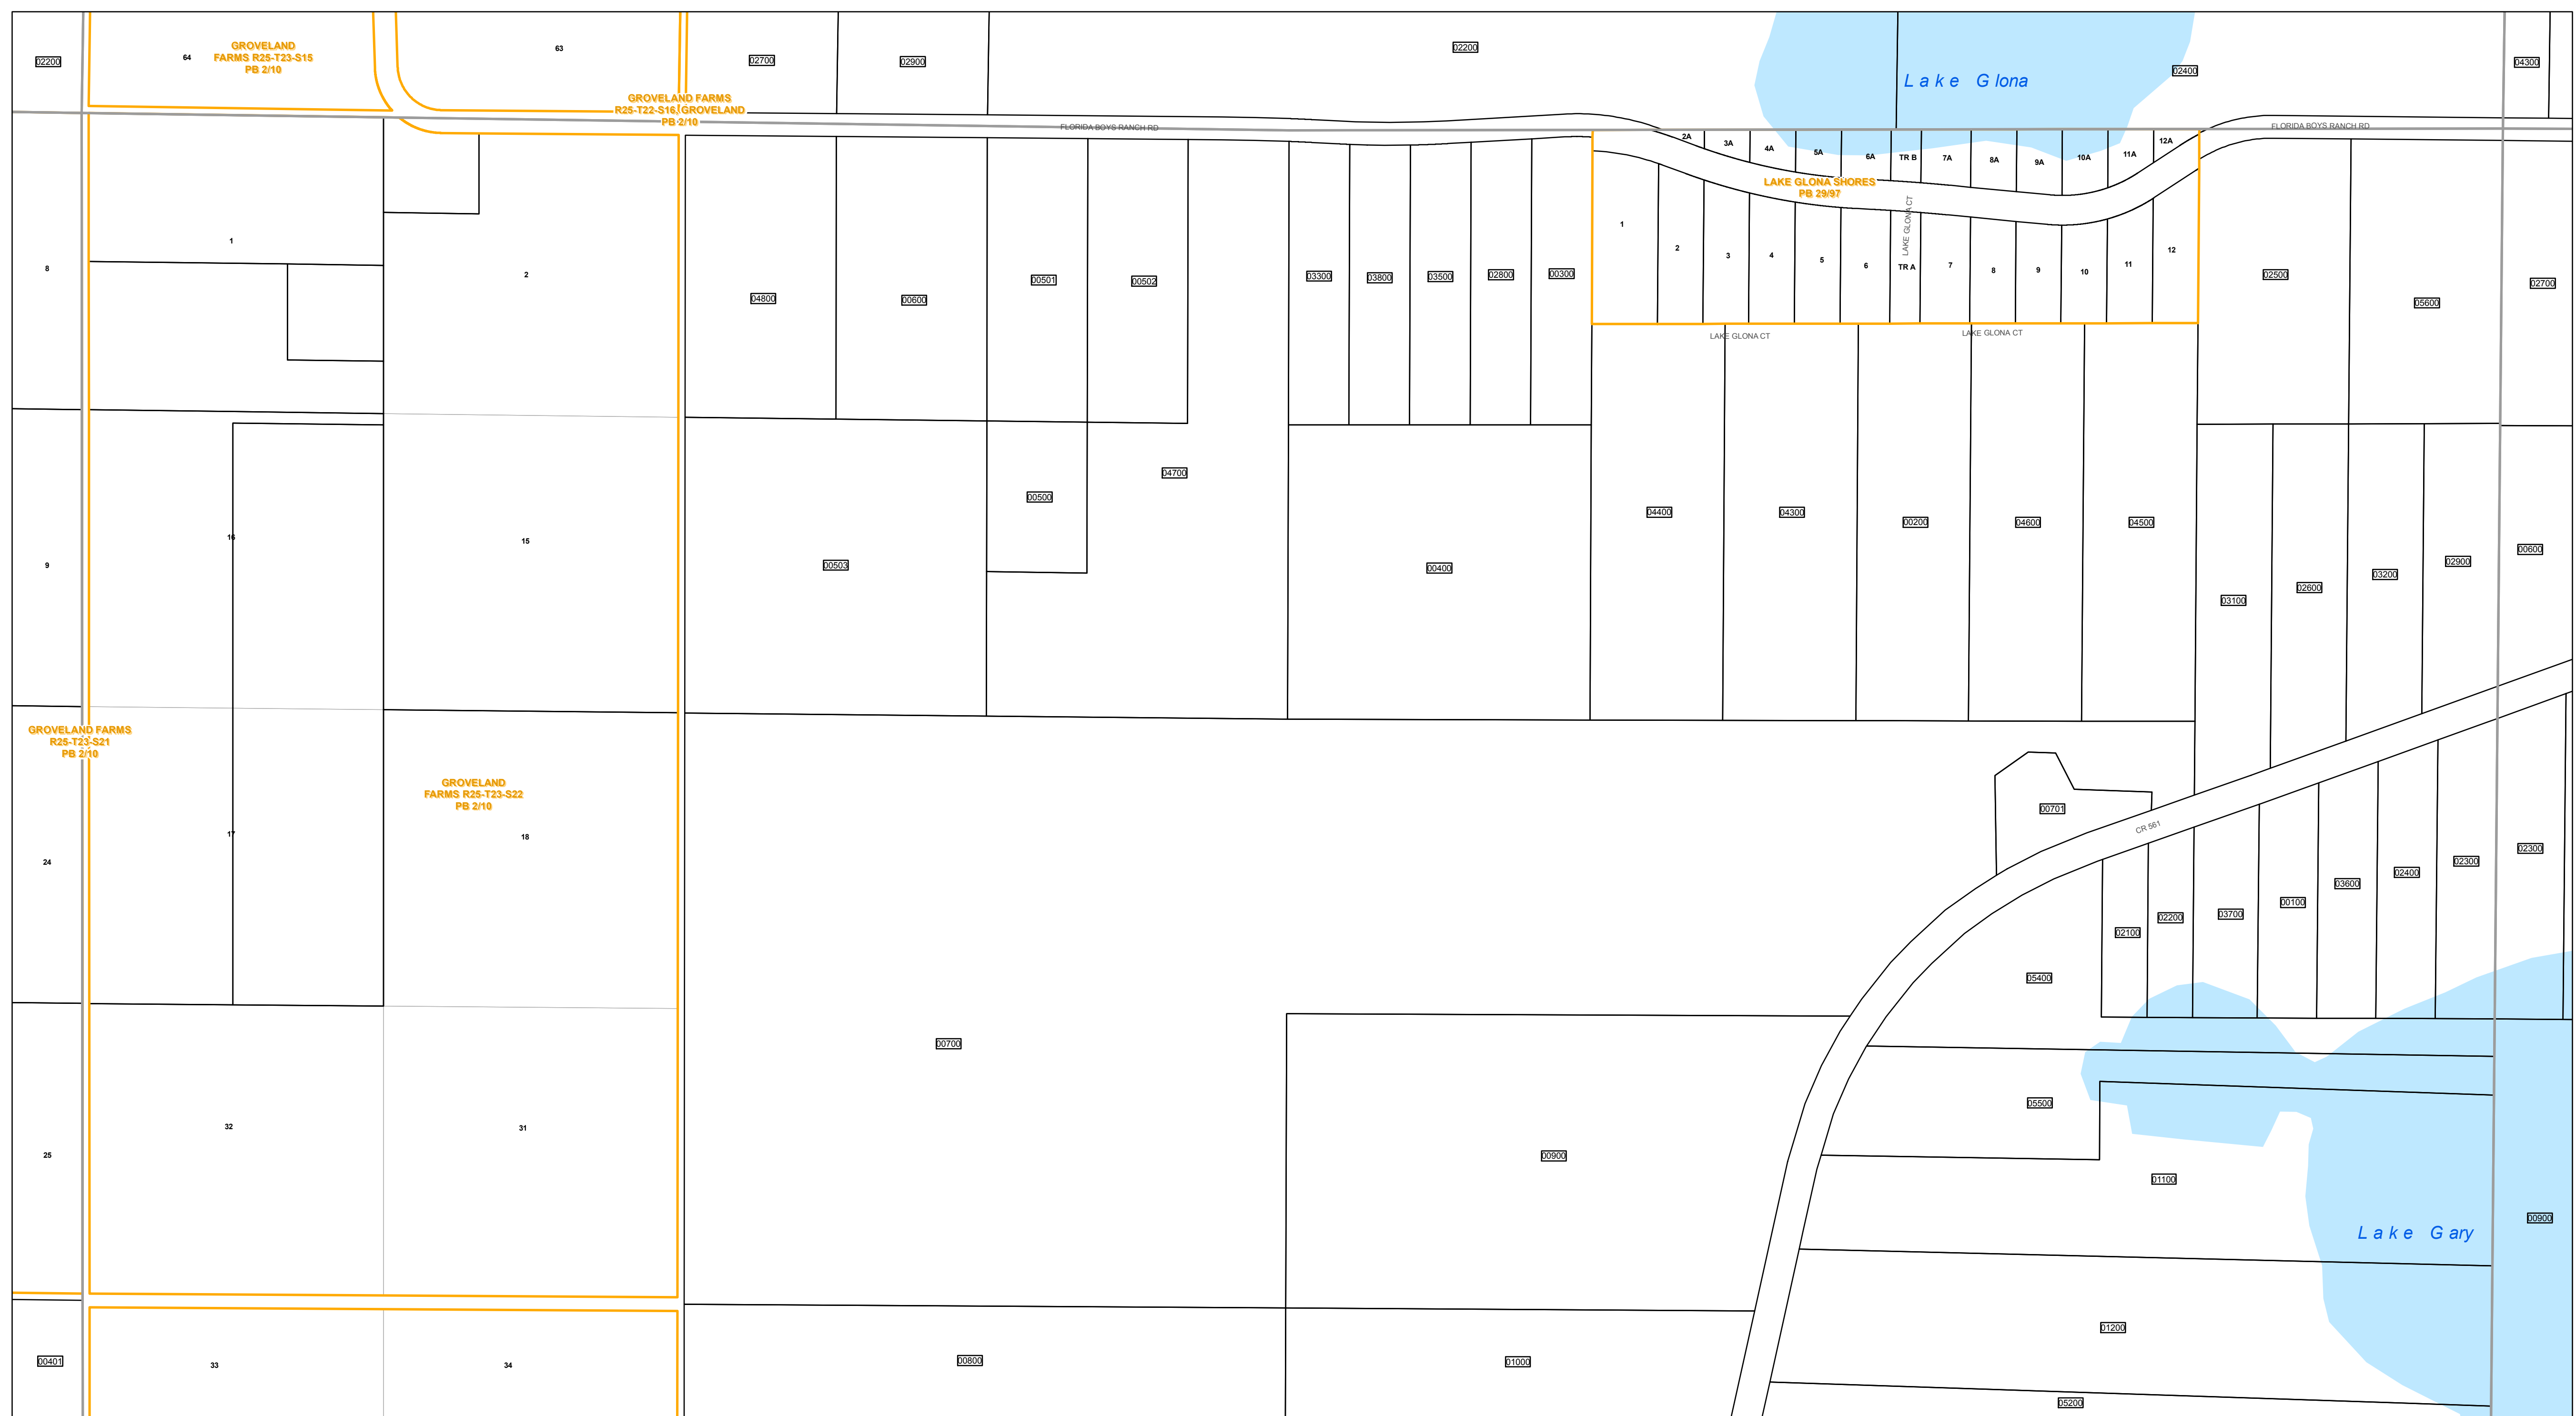 02200
64
GROVELAND
FARMS R25-T23-S15
PB 2/10
63
02700
02900
02200
Lake Glona
02400
04300
GROVELAND FARMS
R25-T22-S16, GROVELAND
PB 2/10
FLORIDA BOYS RANCH RD
FLORIDA BOYS RANCH RD
2A
3A
4A
5A
6A
TR B
7A
8A
9A
10A
11A
12A
LAKE GLONA SHORES
PB 29/97
LAKE GLONA CT
8
1
2
04800
00600
00501
00502
03300
03800
03500
02800
00300
1
2
3
4
5
6
TR A
7
8
9
10
11
12
02500
05600
02700
LAKE GLONA CT
LAKE GLONA CT
9
16
15
00503
00500
04700
00400
04400
04300
00200
04600
04500
03100
02600
03200
02900
00600
GROVELAND FARMS
R25-T23-S21
PB 2/10
GROVELAND
FARMS R25-T23-S22
PB 2/10
24
17
18
00701
CR 561
02100
02200
03700
00100
03600
02400
02300
02300
05400
00700
25
32
31
00900
05500
01100
Lake Gary
00900
00401
33
34
00800
01000
01200
05200